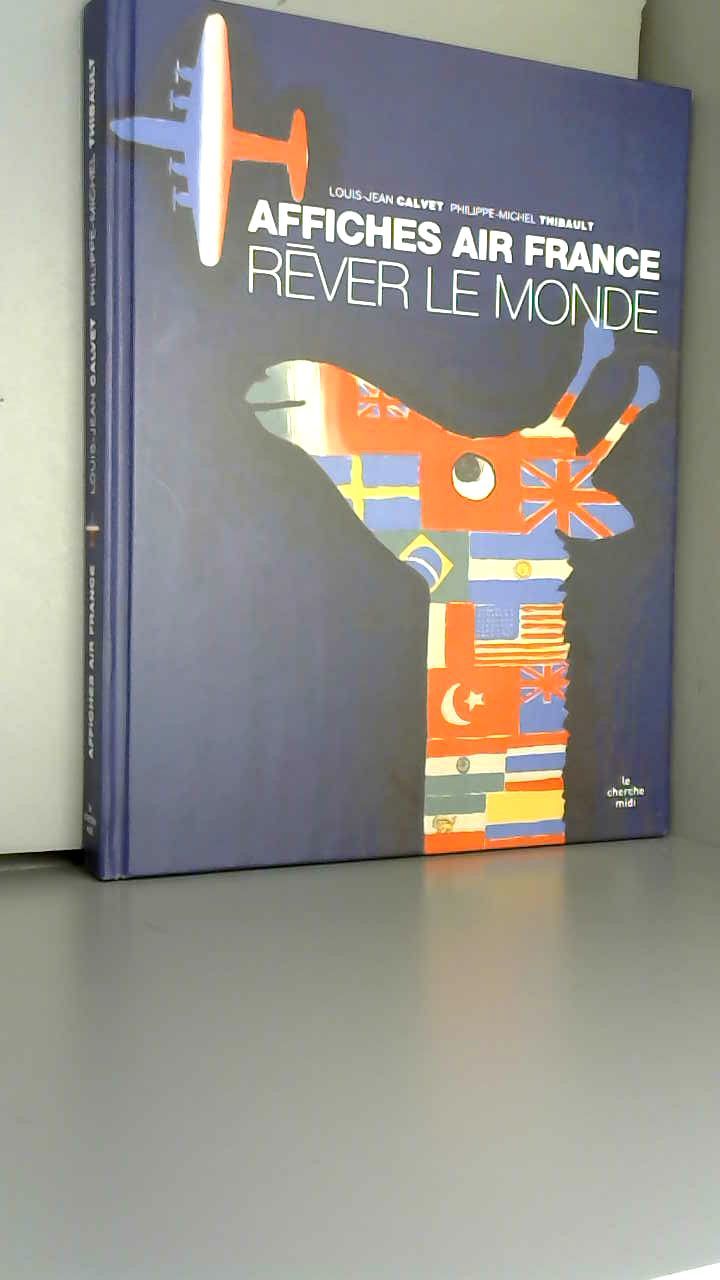 LOUIS-JEAN CALVET PHILIPPE-MICHEL THIBAULT
AFFICHES AIR FRANCE
RÊVER LE MONDE
le
cherche
midi
AFFICHES AIR FRANCE LOUIS-JEAN CALVET PHILIPPE-MICHEL THIBAULT